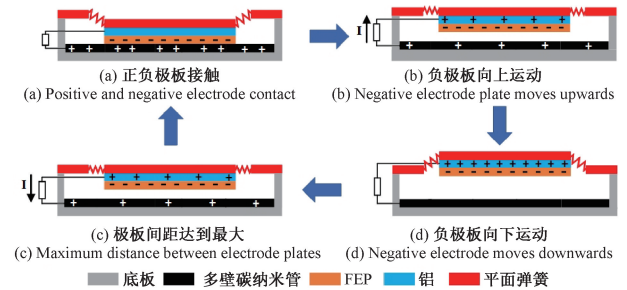 I
(a) 正负极板接触
(a) Positive and negative electrode contact
(b) 负极板向上运动
(b) Negative electrode plate moves upwards
I
(c) 极板间距达到最大
(c) Maximum distance between electrode plates
(d) 负极板向下运动
(d) Negative electrode moves downwards
底板 多壁碳纳米管 FEP 铝 平面弹簧